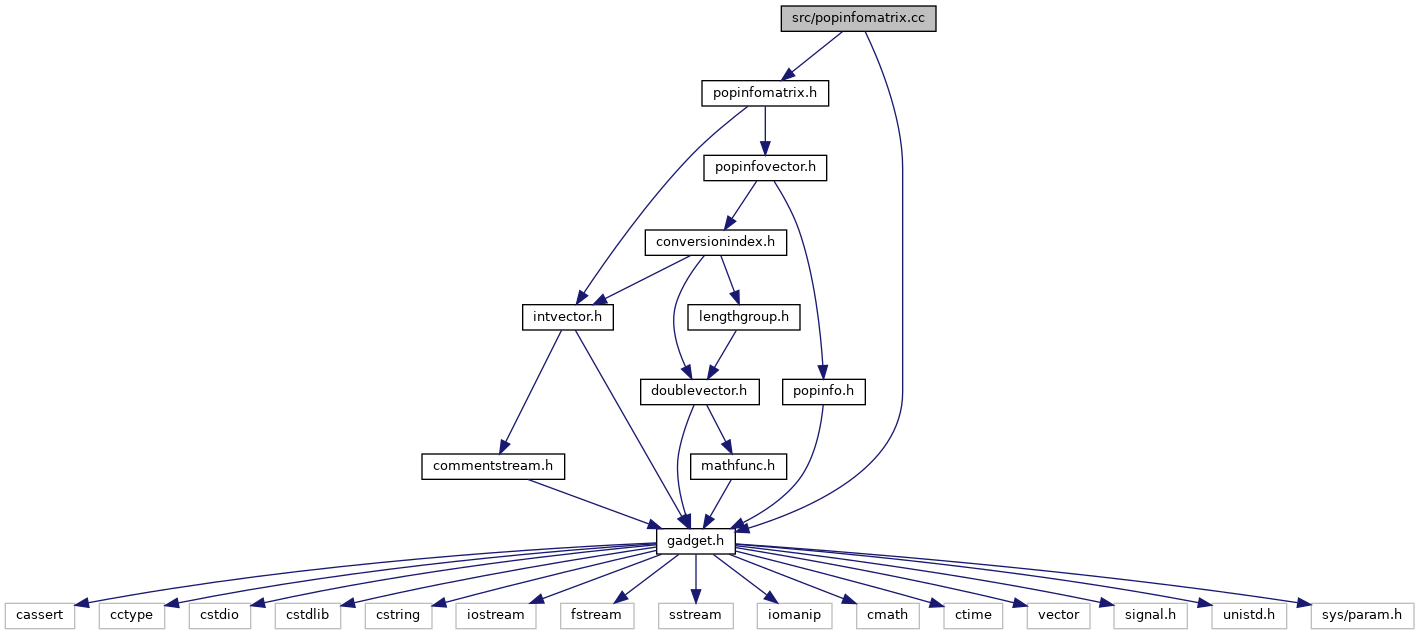 src/popinfomatrix.cc
popinfomatrix.h
popinfovector.h
conversionindex.h
intvector.h
lengthgroup.h
doublevector.h
popinfo.h
commentstream.h
mathfunc.h
gadget.h
cassert
cctype
cstdio
cstdlib
cstring
iostream
fstream
sstream
iomanip
cmath
ctime
vector
signal.h
unistd.h
sys/param.h